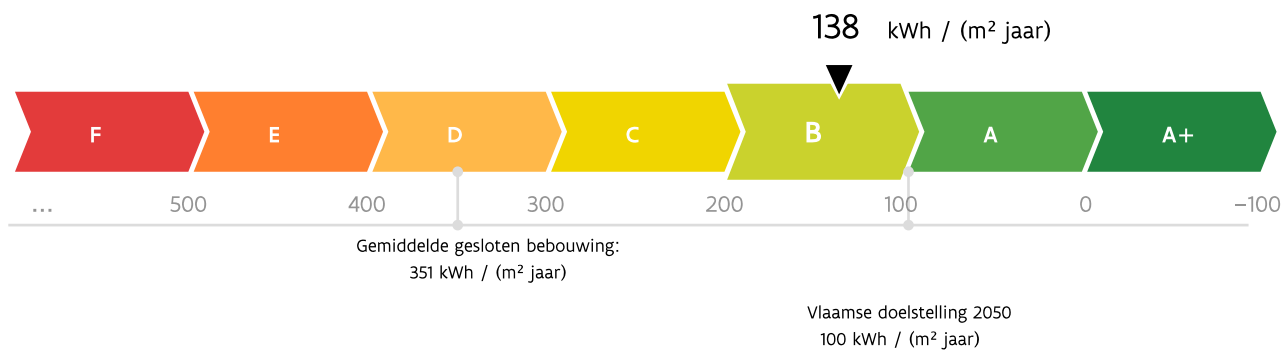 138 kWh / (m² jaar)
F E D C B A A+
... 500 400 300 200 100 0 –100
Gemiddelde gesloten bebouwing:
351 kWh / (m² jaar)
Vlaamse doelstelling 2050
100 kWh / (m² jaar)